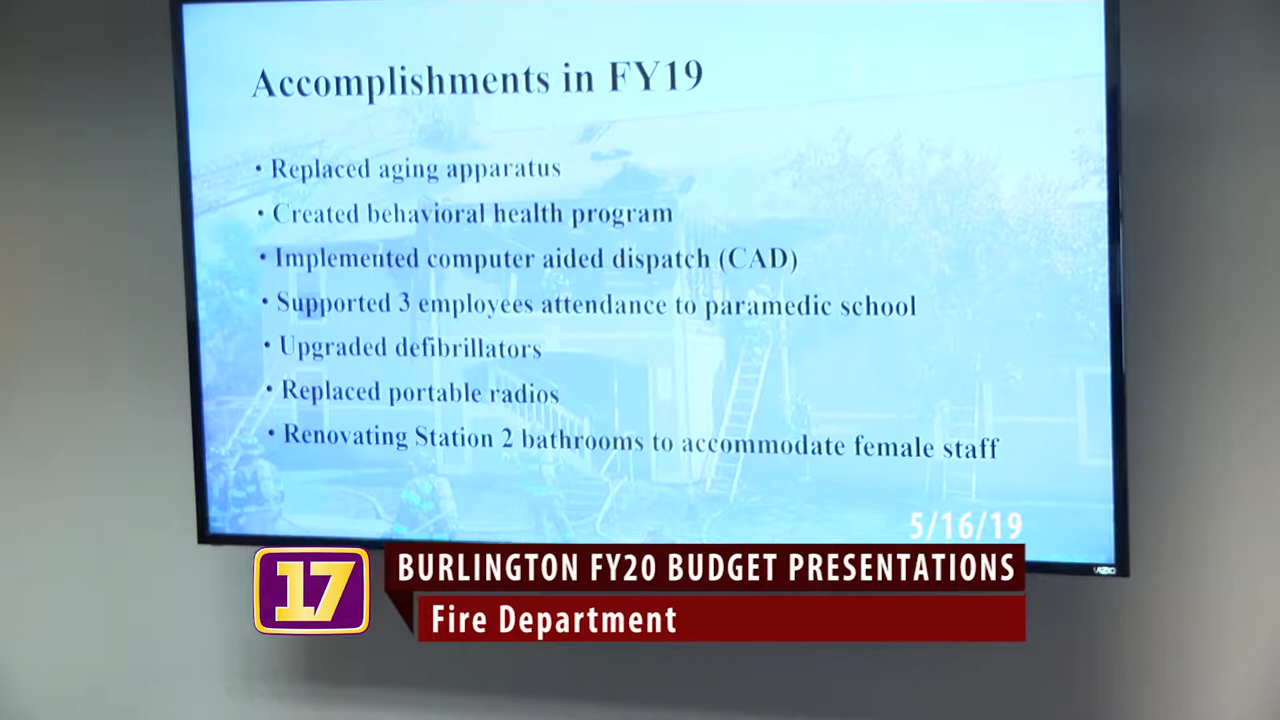 Accomplishments in FY19
• Replaced aging apparatus
• Created behavioral health program
• Implemented computer aided dispatch (CAD)
• Supported 3 employees attendance to paramedic school
• Upgraded defibrillators
• Replaced portable radios
• Renovating Station 2 bathrooms to accommodate female staff
5/16/19
VIZIO
17
BURLINGTON FY20 BUDGET PRESENTATIONS
Fire Department